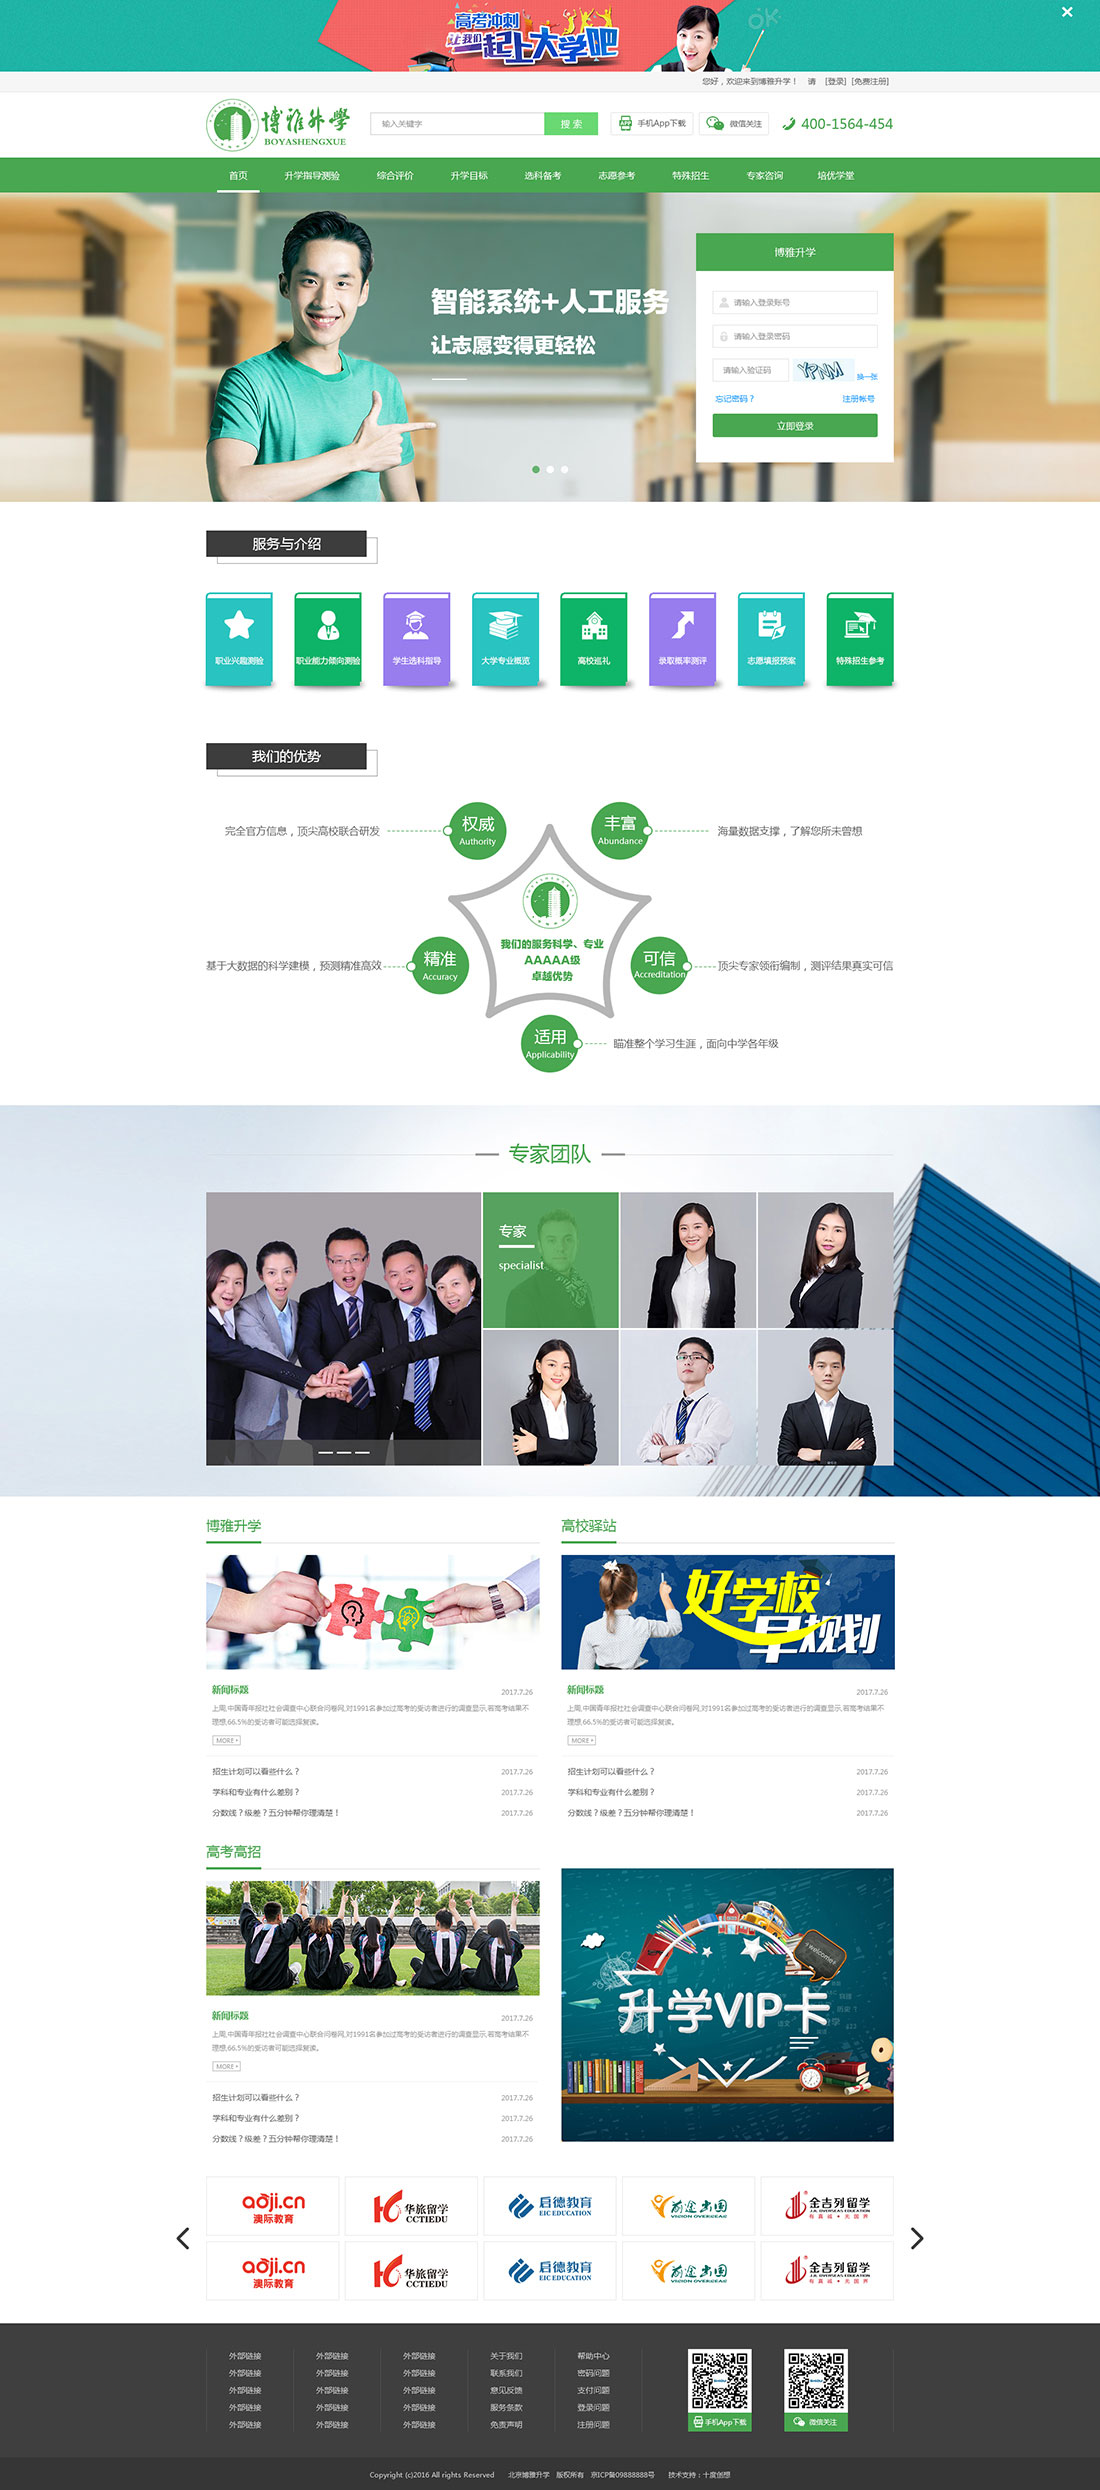 高考冲刺
让我们
一起上大学吧
OK
您好，欢迎来到博雅升学！ 请 [登录] [免费注册]
博雅升學
BOYASHENGXUE
输入关键字
搜 索
手机App下载
微信关注
400-1564-454
首页 升学指导测验 综合评价 升学目标 选科备考 志愿参考 特殊招生 专家咨询 培优学堂
智能系统+人工服务
让志愿变得更轻松
博雅升学
请输入登录账号
请输入登录密码
请输入验证码
YPNM
换一张
忘记密码？ 注册帐号
立即登录
服务与介绍
职业兴趣测验 职业能力倾向测验 学生选科指导 大学专业概览 高校巡礼 录取概率测评 志愿填报预案 特殊招生参考
我们的优势
完全官方信息，顶尖高校联合研发
权威
Authority
丰富
Abundance
海量数据支撑，了解您所未曾想
我们的服务科学、专业
AAAAA级
卓越优势
基于大数据的科学建模，预测精准高效
精准
Accuracy
可信
Accreditation
顶尖专家领衔编制，测评结果真实可信
适用
Applicability
瞄准整个学习生涯，面向中学各年级
专家团队
专家
specialist
博雅升学
新闻标题 2017.7.26
上周,中国青年报社社会调查中心联合问卷网,对1991名参加过高考的受访者进行的调查显示,若高考结果不
理想,66.5%的受访者可能选择复读。
MORE+
招生计划可以看些什么？ 2017.7.26
学科和专业有什么差别？ 2017.7.26
分数线？级差？五分钟帮你理清楚！ 2017.7.26
高校驿站
好学校
早规划
新闻标题 2017.7.26
上周,中国青年报社社会调查中心联合问卷网,对1991名参加过高考的受访者进行的调查显示,若高考结果不
理想,66.5%的受访者可能选择复读。
MORE+
招生计划可以看些什么？ 2017.7.26
学科和专业有什么差别？ 2017.7.26
分数线？级差？五分钟帮你理清楚！ 2017.7.26
高考高招
新闻标题 2017.7.26
上周,中国青年报社社会调查中心联合问卷网,对1991名参加过高考的受访者进行的调查显示,若高考结果不
理想,66.5%的受访者可能选择复读。
MORE+
招生计划可以看些什么？ 2017.7.26
学科和专业有什么差别？ 2017.7.26
分数线？级差？五分钟帮你理清楚！ 2017.7.26
welcome
升学VIP卡
aoji.cn
澳际教育
华旅留学
CCTIEDU
启德教育
EIC EDUCATION
前途出国
VISION OVERSEAS
金吉列留学
JJL OVERSEAS EDUCATION
有真诚·无国界
aoji.cn
澳际教育
华旅留学
CCTIEDU
启德教育
EIC EDUCATION
前途出国
VISION OVERSEAS
金吉列留学
JJL OVERSEAS EDUCATION
有真诚·无国界
外部链接 外部链接 外部链接 关于我们 帮助中心
外部链接 外部链接 外部链接 联系我们 密码问题
外部链接 外部链接 外部链接 意见反馈 支付问题
外部链接 外部链接 外部链接 服务条款 登录问题
外部链接 外部链接 外部链接 免责声明 注册问题
手机App下载
微信关注
Copyright (c)2016 All rights Reserved 北京博雅升学 版权所有 京ICP备09888888号 技术支持：十度创想